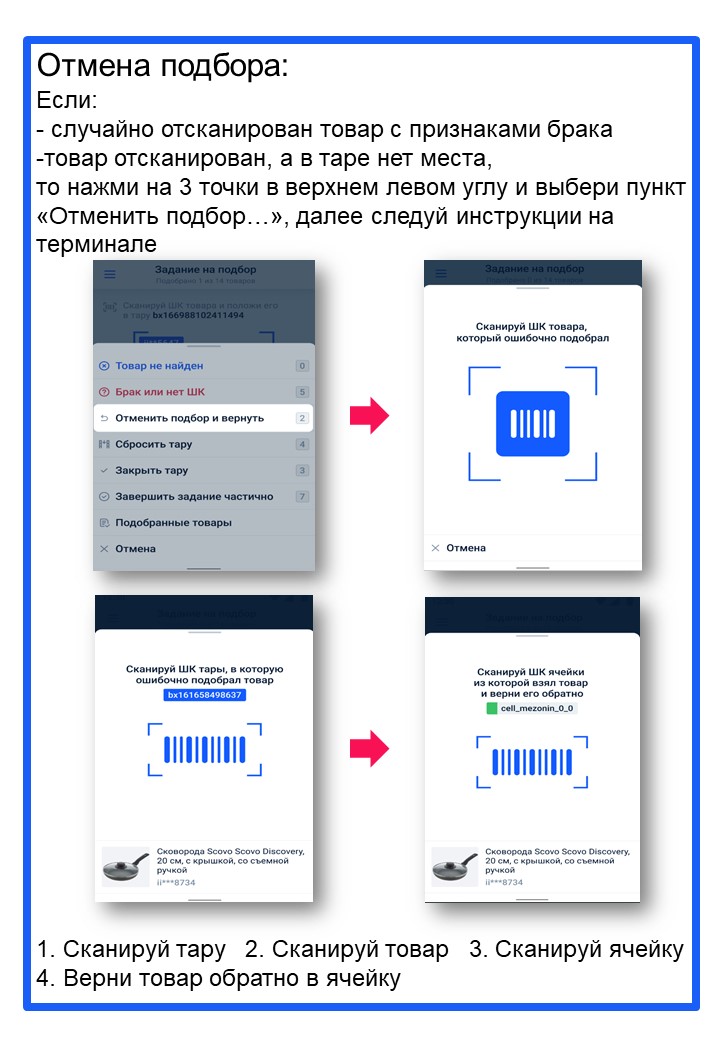 Отмена подбора:
Если:
- случайно отсканирован товар с признаками брака
-товар отсканирован, а в таре нет места,
то нажми на 3 точки в верхнем левом углу и выбери пункт
«Отменить подбор…», далее следуй инструкции на
терминале
Задание на подбор
Подобрано 1 из 14 товаров
Сканируй ШК товара и положи его
в тару bx166988102411494
Товар не найден 0
Брак или нет ШК 5
Отменить подбор и вернуть 2
Сбросить тару 4
Закрыть тару 3
Завершить задание частично 7
Подобранные товары
Отмена
Задание на подбор
Сканируй ШК товара,
который ошибочно подобрал
Отмена
Задание на подбор
Сканируй ШК тары, в которую
ошибочно подобрал товар
bx161658498637
Сковорода Scovo Scovo Discovery,
20 см, с крышкой, со съемной
ручкой
ii***8734
Задание на подбор
Сканируй ШК ячейки
из которой взял товар
и верни его обратно
cell_mezonin_0_0
Сковорода Scovo Scovo Discovery,
20 см, с крышкой, со съемной
ручкой
ii***8734
1. Сканируй тару 2. Сканируй товар 3. Сканируй ячейку
4. Верни товар обратно в ячейку